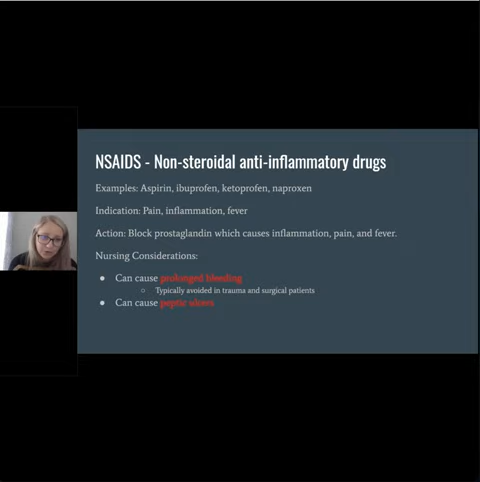 NSAIDS - Non-steroidal anti-inflammatory drugs
Examples: Aspirin, ibuprofen, ketoprofen, naproxen
Indication: Pain, inflammation, fever
Action: Block prostaglandin which causes inflammation, pain, and fever.
Nursing Considerations:
● Can cause prolonged bleeding
○ Typically avoided in trauma and surgical patients
● Can cause peptic ulcers